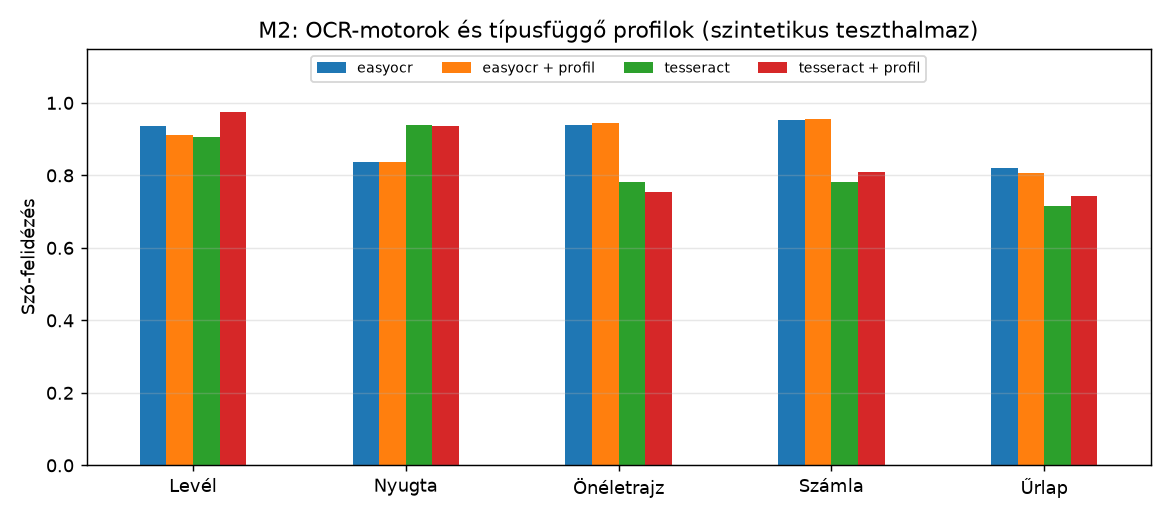 M2: OCR-motorok és típusfüggő profilok (szintetikus teszthalmaz)
easyocr easyocr + profil tesseract tesseract + profil
Szó-felidézés
1.0
0.8
0.6
0.4
0.2
0.0
Levél Nyugta Önéletrajz Számla Űrlap